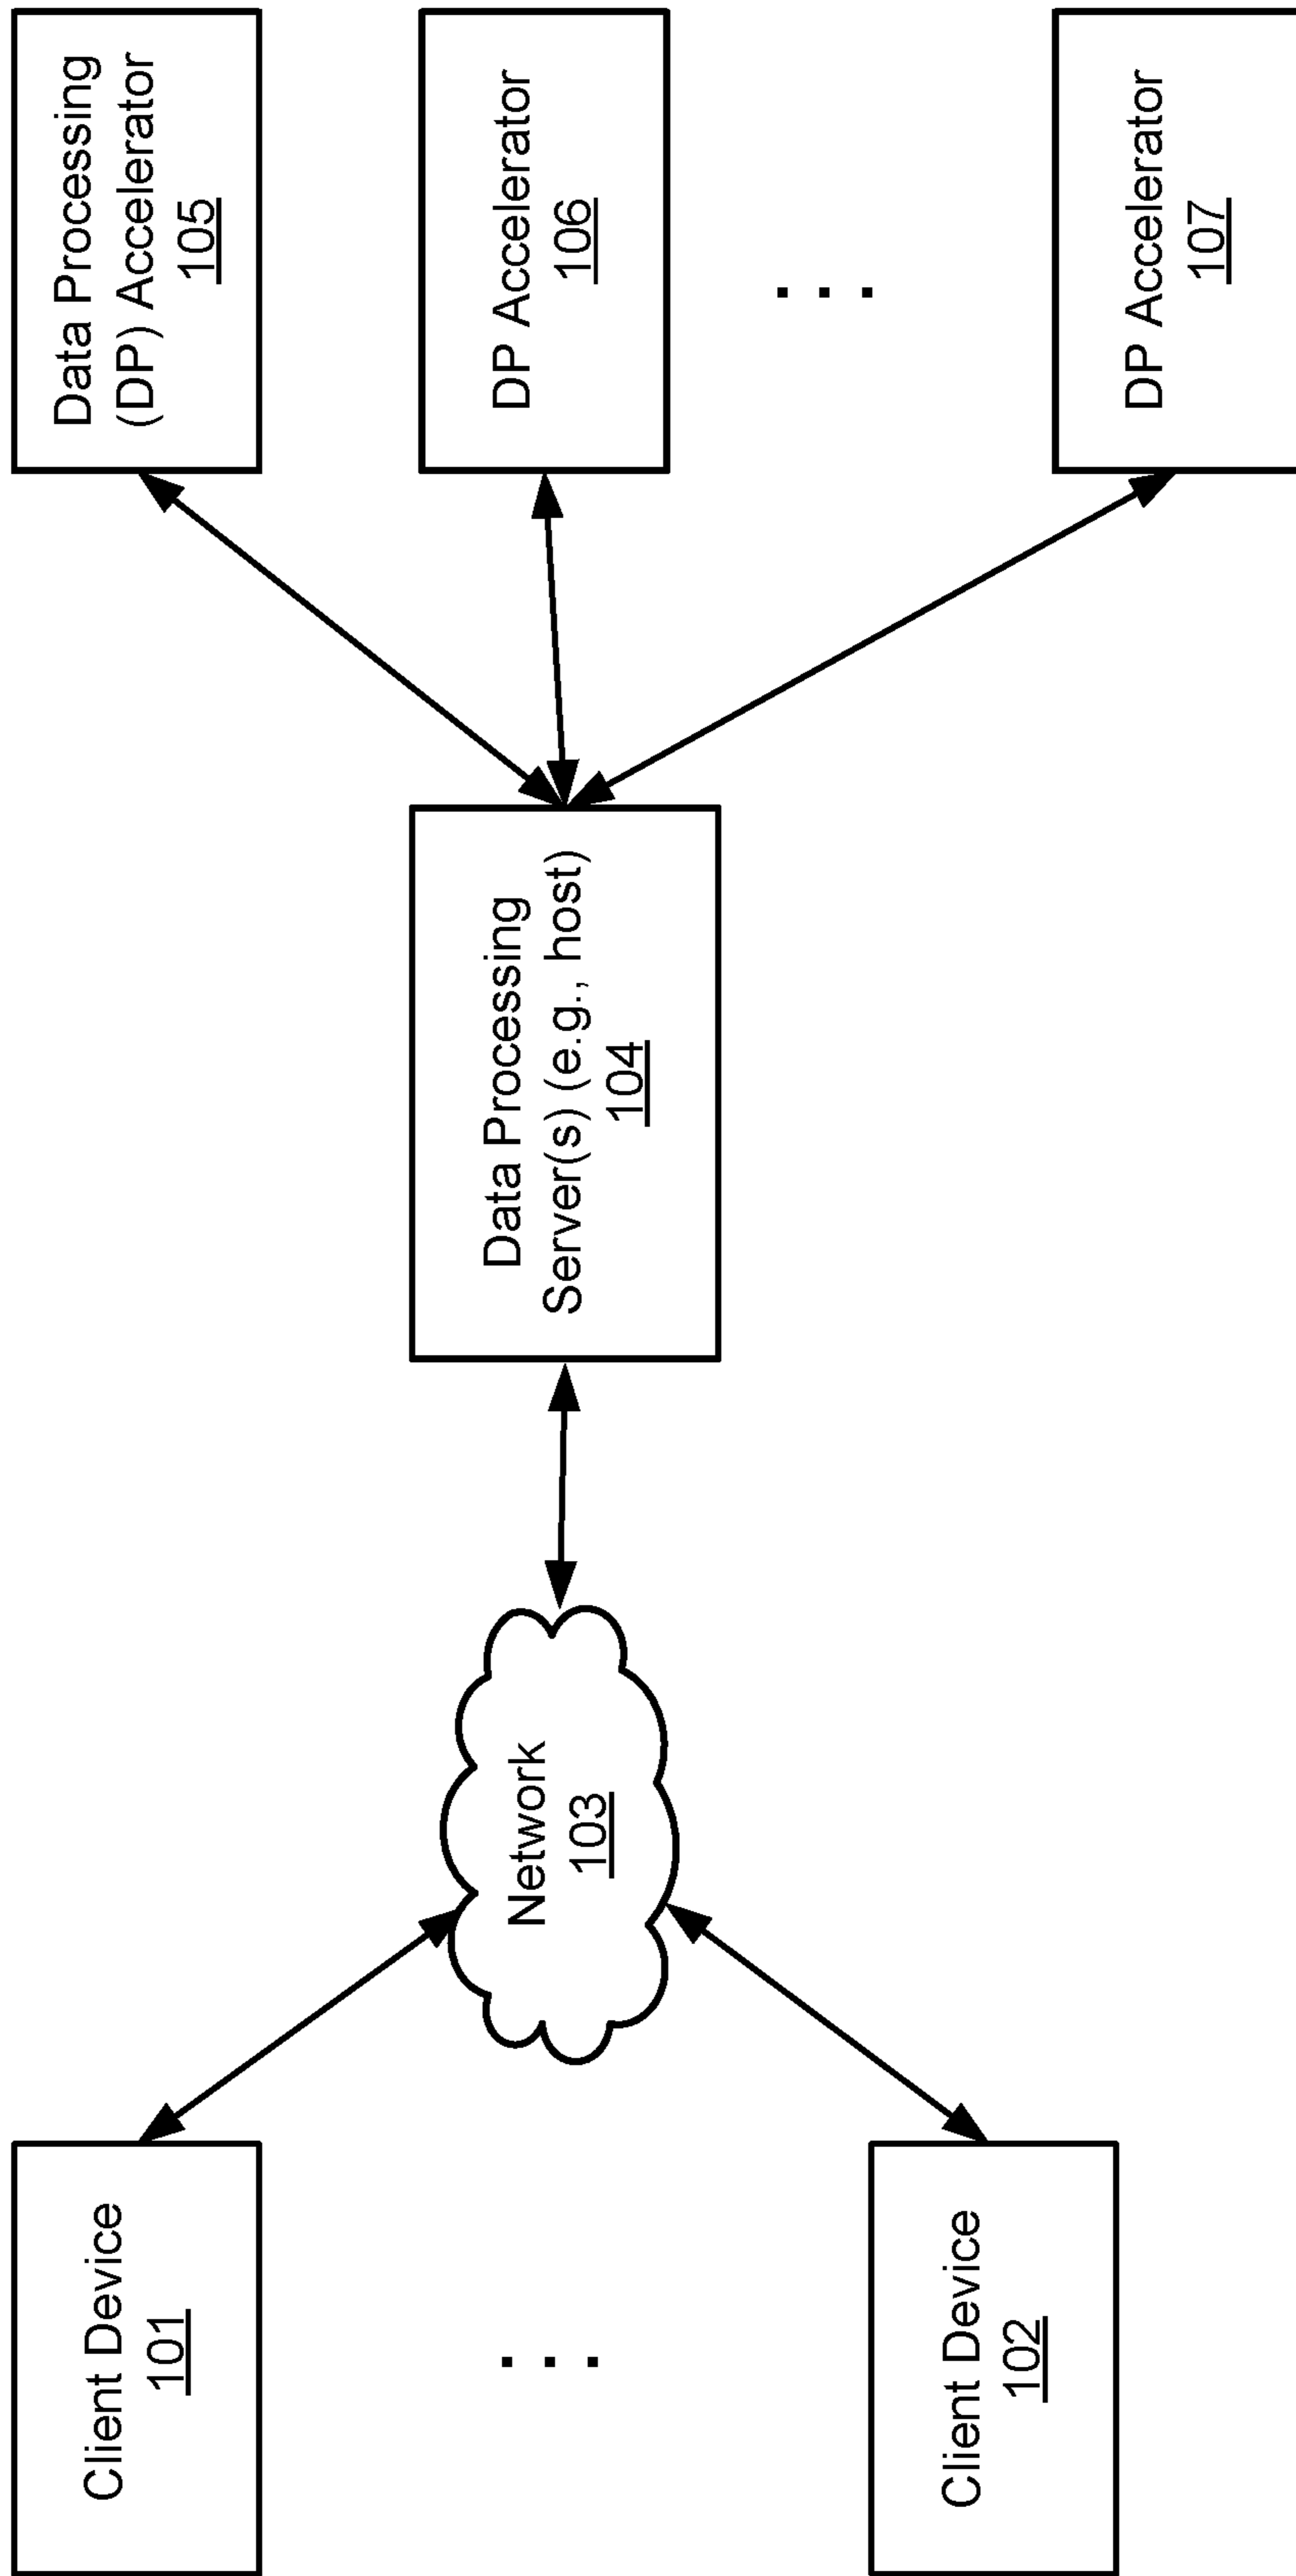 Client Device
101
Client Device
102
Network
103
Data Processing
Server(s) (e.g., host)
104
Data Processing
(DP) Accelerator
105
DP Accelerator
106
DP Accelerator
107